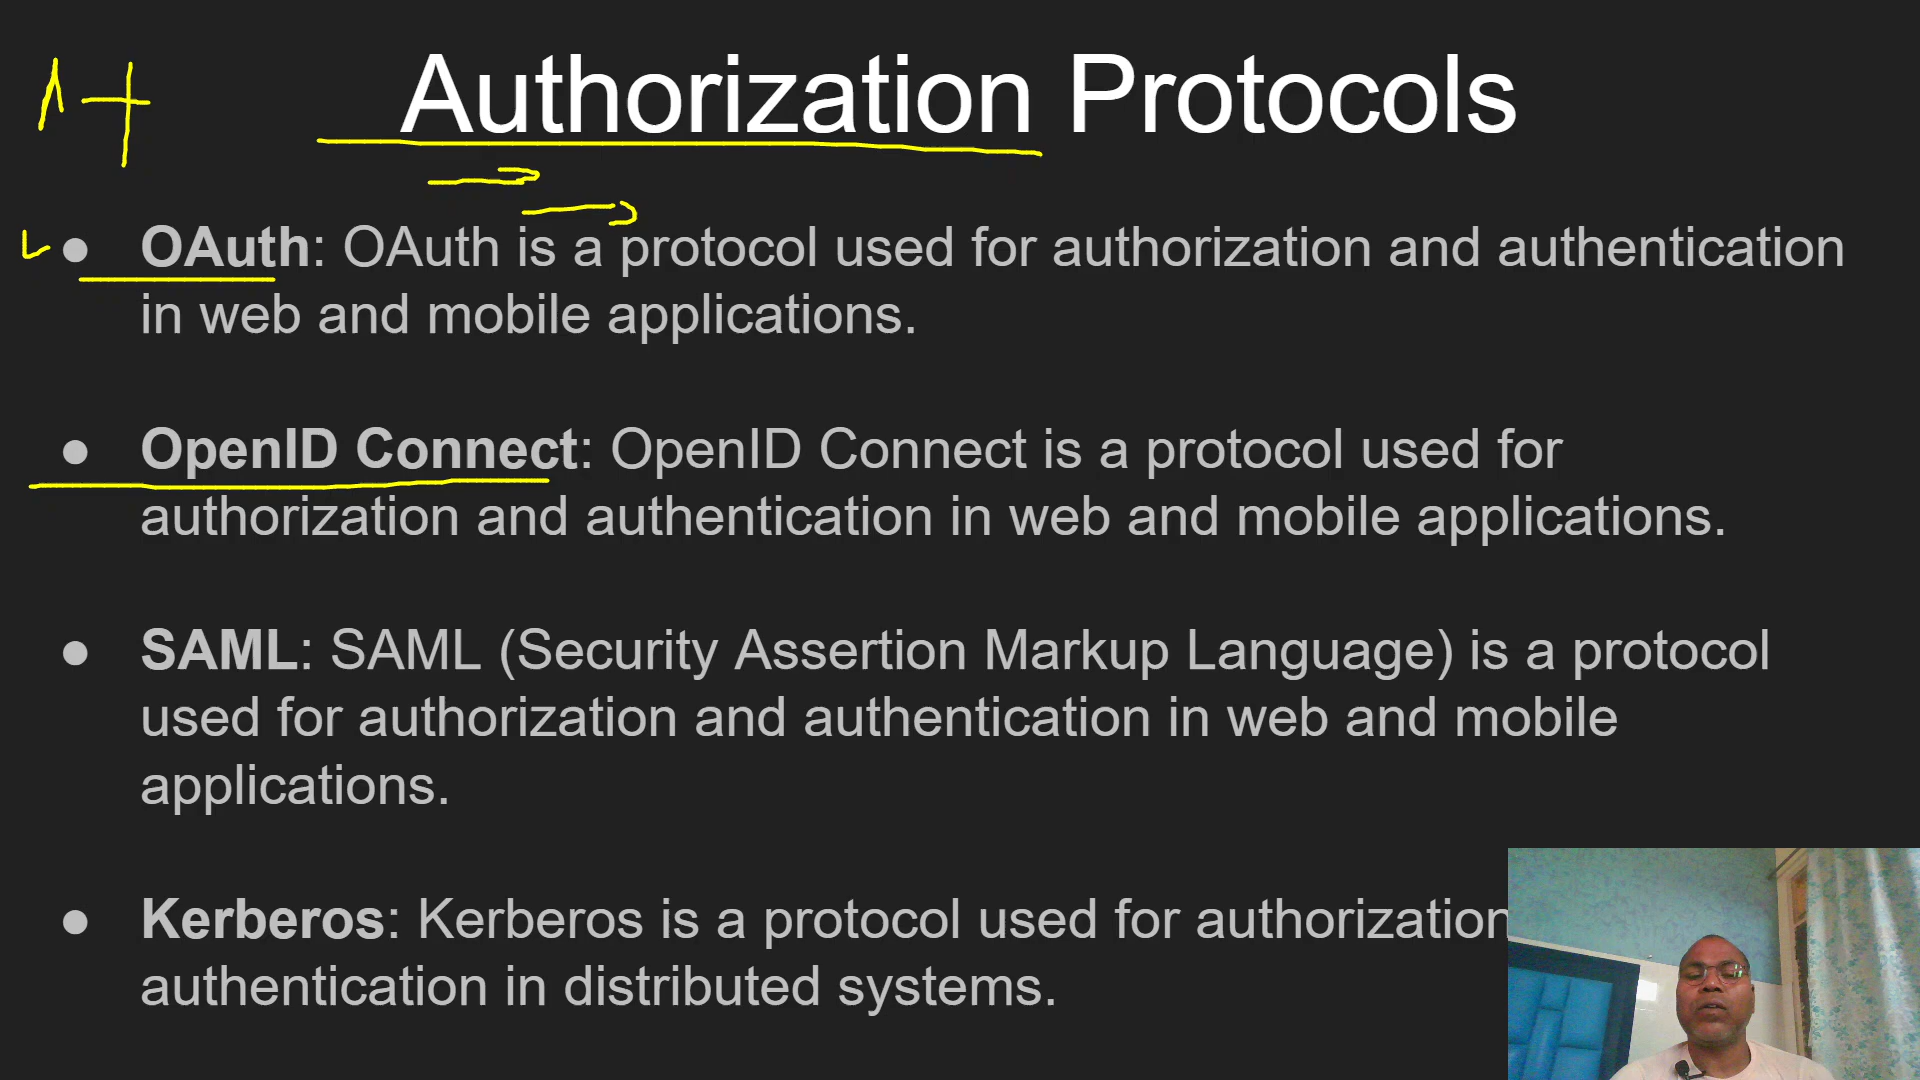 Authorization Protocols
● OAuth: OAuth is a protocol used for authorization and authentication
in web and mobile applications.
● OpenID Connect: OpenID Connect is a protocol used for
authorization and authentication in web and mobile applications.
● SAML: SAML (Security Assertion Markup Language) is a protocol
used for authorization and authentication in web and mobile
applications.
● Kerberos: Kerberos is a protocol used for authorization
authentication in distributed systems.